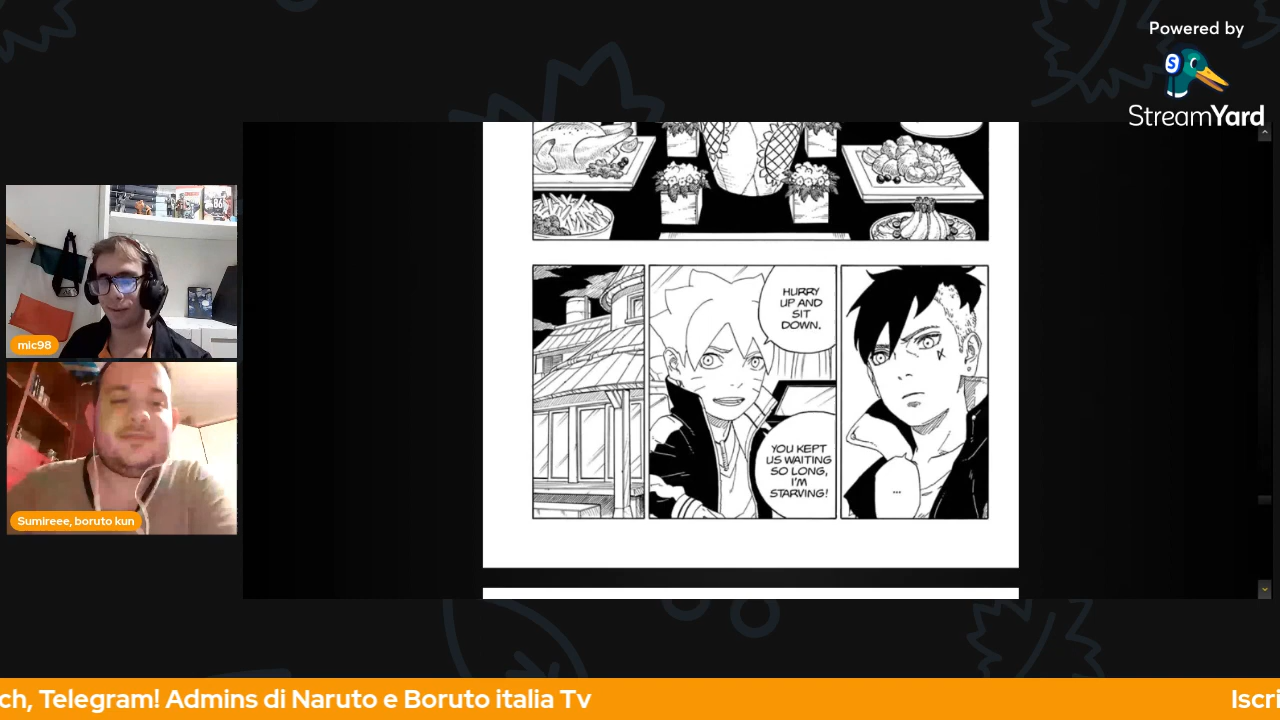 Powered by
S
StreamYard
HURRY
UP AND
SIT
DOWN.
YOU KEPT
US WAITING
SO LONG,
I'M
STARVING!
K
...
86
mic98
Sumireee, boruto kun
ch, Telegram! Admins di Naruto e Boruto italia Tv
Iscri